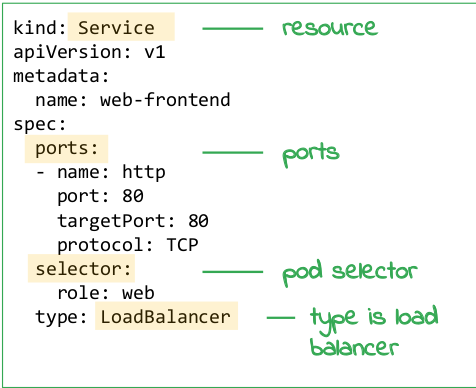 kind: Service resource
apiVersion: v1
metadata:
name: web-frontend
spec:
ports: ports
- name: http
port: 80
targetPort: 80
protocol: TCP
selector: pod selector
role: web
type: LoadBalancer type is load
balancer